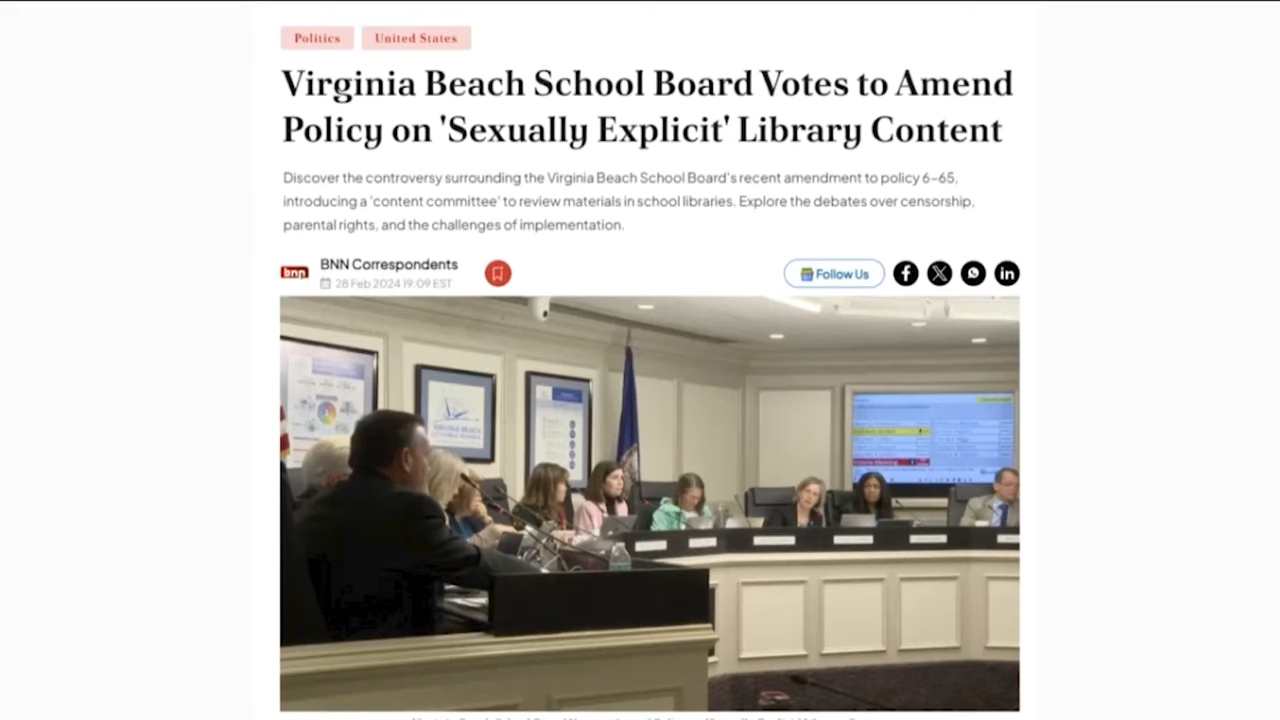 Politics United States
Virginia Beach School Board Votes to Amend
Policy on 'Sexually Explicit' Library Content
Discover the controversy surrounding the Virginia Beach School Board's recent amendment to policy 6-65,
introducing a 'content committee' to review materials in school libraries. Explore the debates over censorship,
parental rights, and the challenges of implementation.
bnn BNN Correspondents
28 Feb 2024 19:09 EST
Follow Us
VIRGINIA BEACH